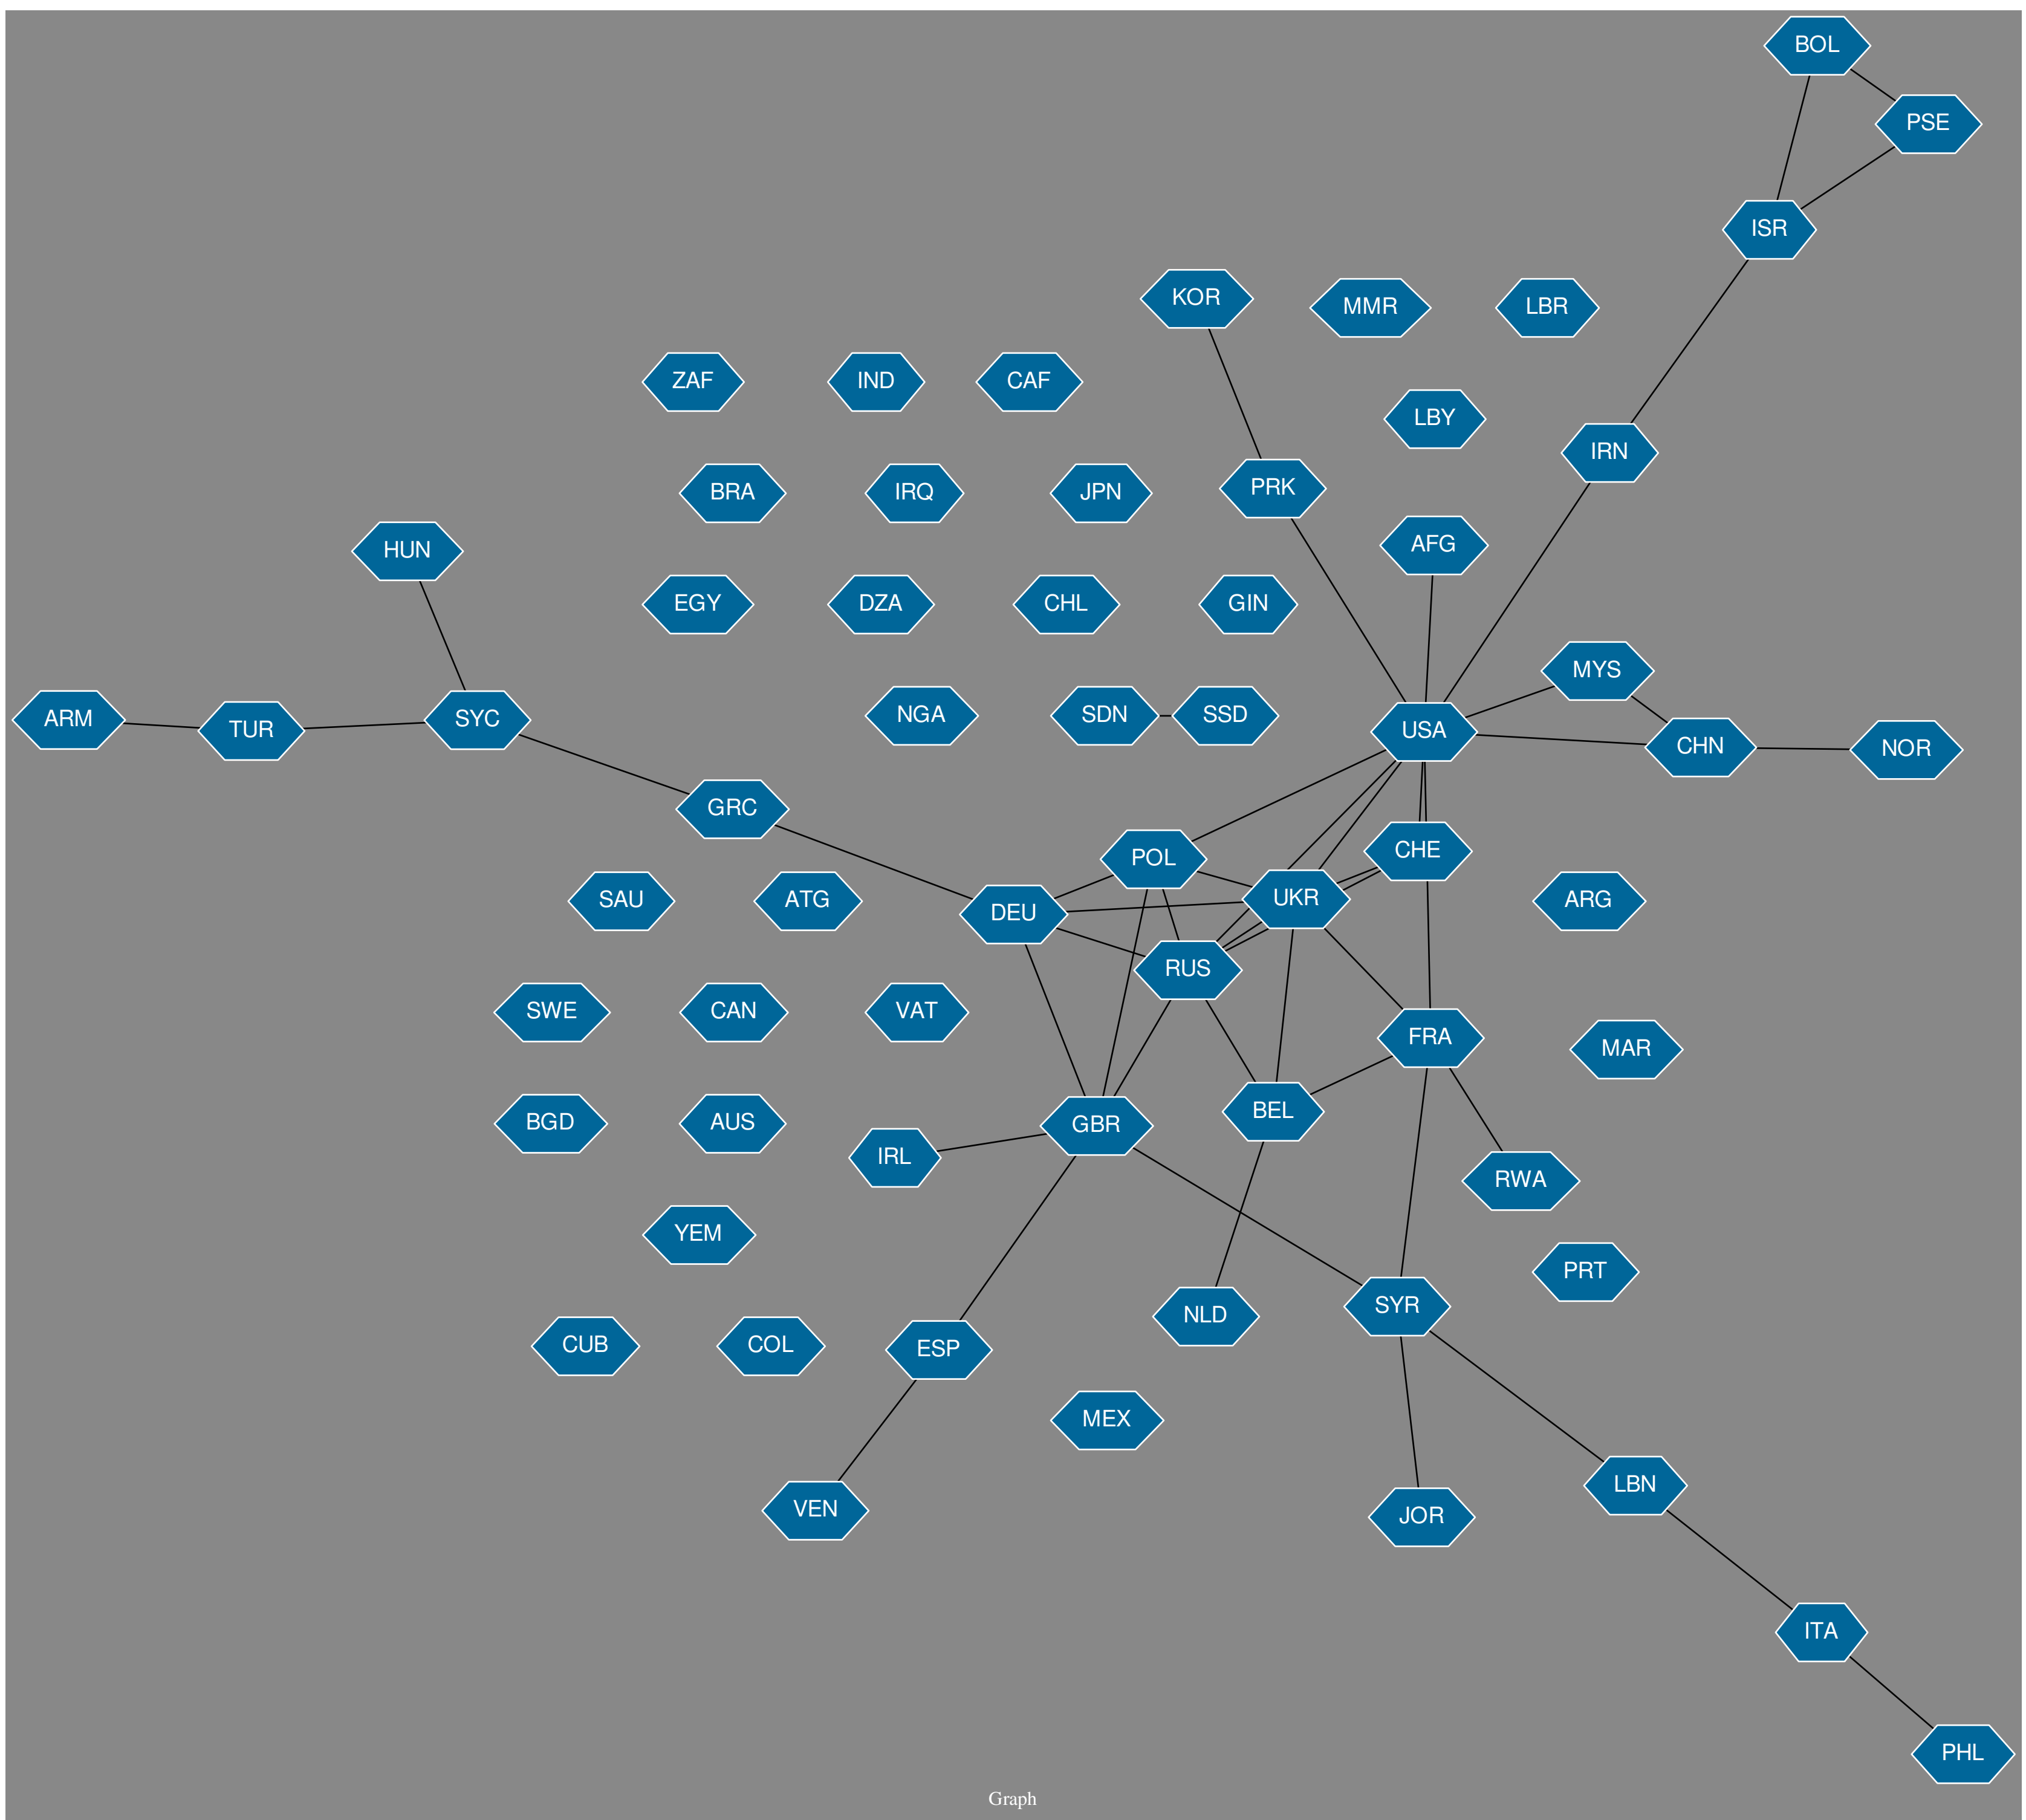 BOL
PSE
ISR
KOR
MMR
LBR
ZAF
IND
CAF
LBY
IRN
PRK
BRA
IRQ
JPN
AFG
HUN
EGY
DZA
CHL
GIN
MYS
ARM
TUR
SYC
NGA
SDN
SSD
USA
CHN
NOR
GRC
POL
CHE
SAU
ATG
DEU
UKR
ARG
RUS
SWE
CAN
VAT
FRA
MAR
BGD
AUS
GBR
BEL
IRL
RWA
YEM
PRT
NLD
SYR
CUB
COL
ESP
MEX
VEN
JOR
LBN
ITA
PHL
Graph